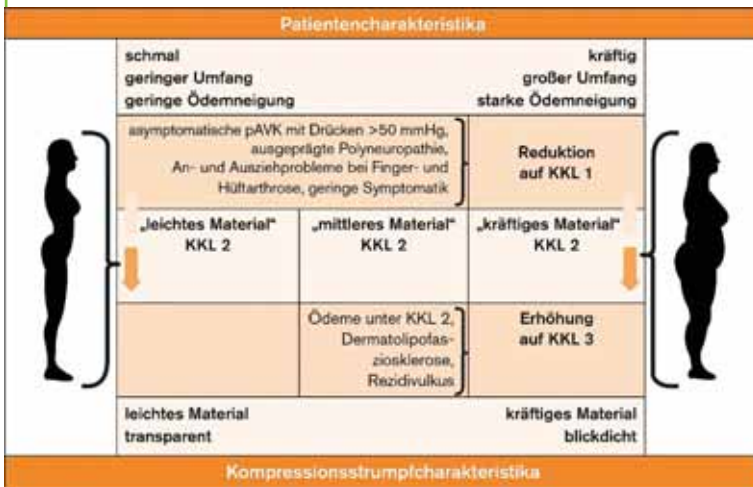 Patientencharakteristika
schmal
geringer Umfang
geringe Ödemneigung
kräftig
großer Umfang
starke Ödemneigung
asymptomatische pAVK mit Drücken >50 mmHg,
ausgeprägte Polyneuropathie,
An- und Ausziehprobleme bei Finger- und
Hüftarthrose, geringe Symptomatik
Reduktion
auf KKL 1
„leichtes Material“
KKL 2
„mittleres Material“
KKL 2
„kräftiges Material“
KKL 2
Ödeme unter KKL 2,
Dermatolipofas-
ziosklerose,
Rezidivulkus
Erhöhung
auf KKL 3
leichtes Material
transparent
kräftiges Material
blickdicht
Kompressionsstrumpfcharakteristika